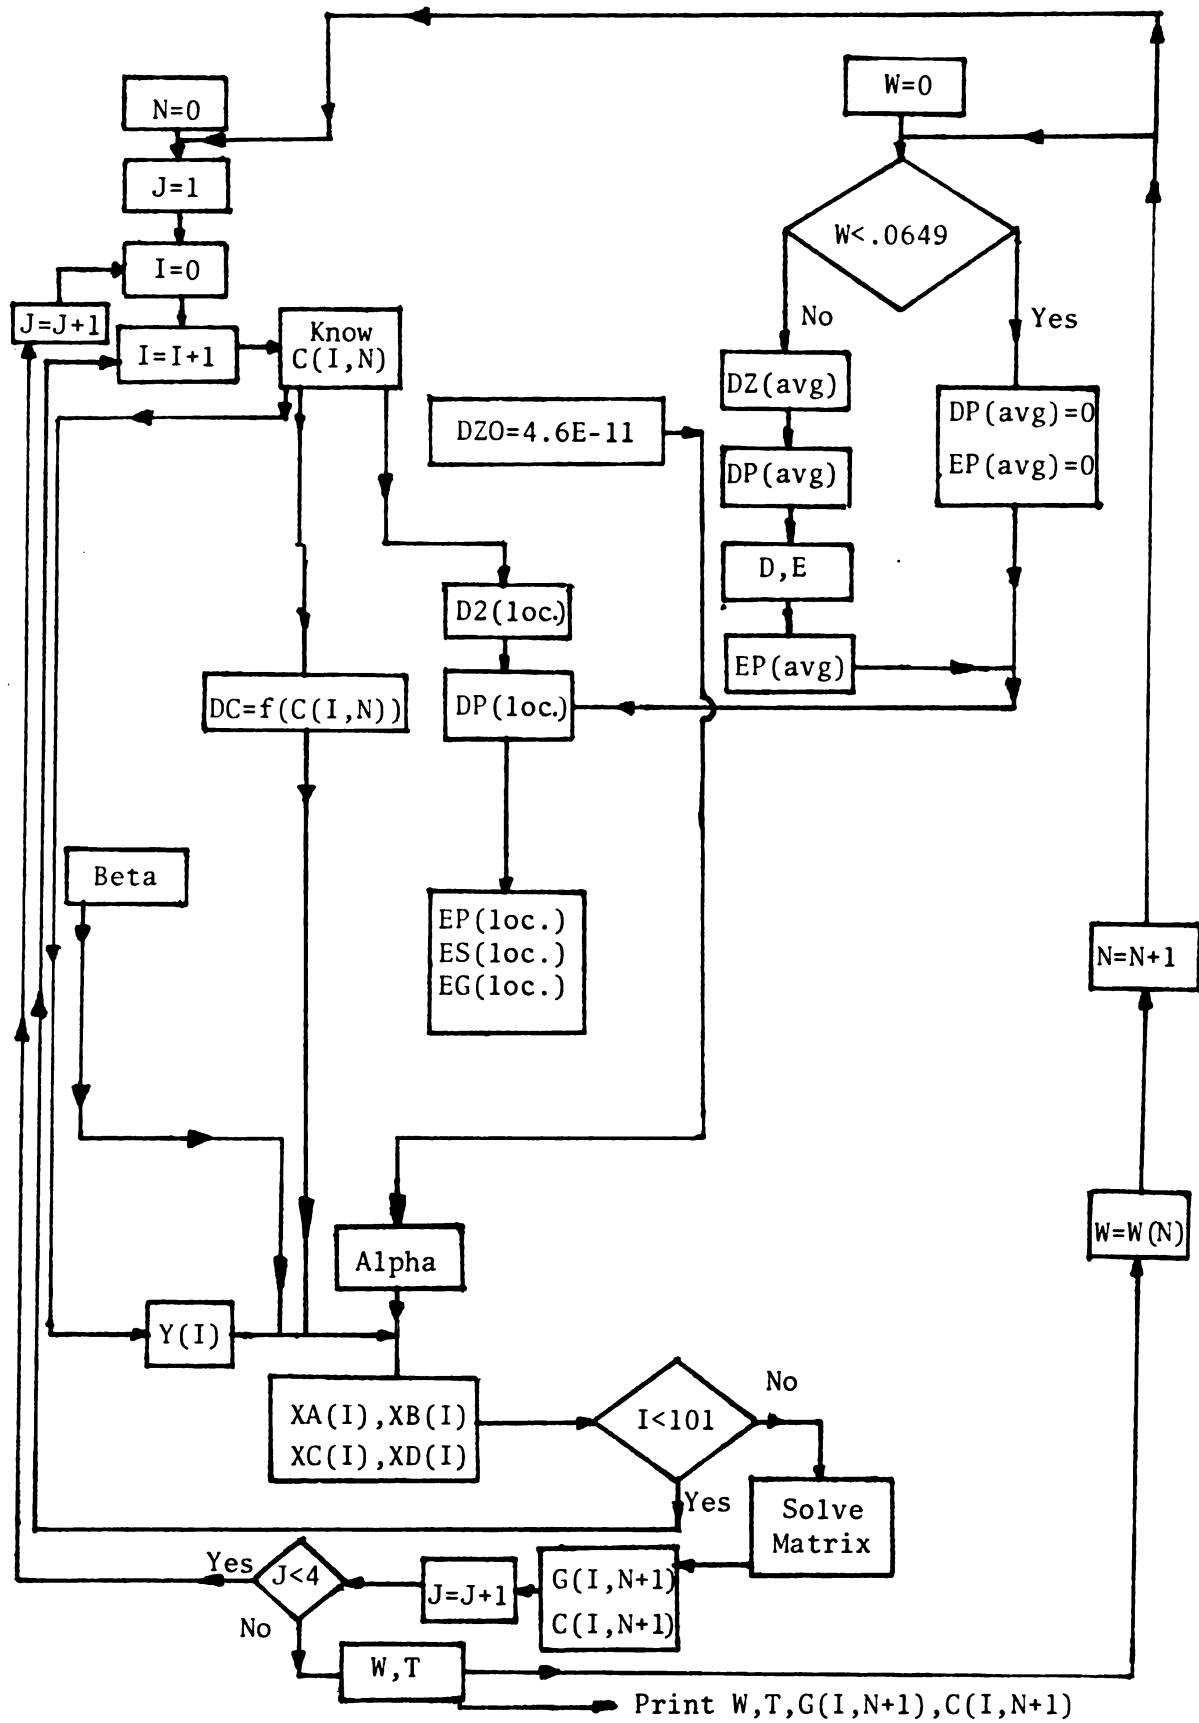 N=0
W=0
J=1
W<.0649
I=0
J=J+1
I=I+1
Know
C(I,N)
No
Yes
DZ(avg)
DP(avg)=0
EP(avg)=0
DZO=4.6E-11
DP(avg)
D,E
D2(loc.)
EP(avg)
DC=f(C(I,N))
DP(loc.)
Beta
EP(loc.)
ES(loc.)
EG(loc.)
N=N+1
W=W(N)
Alpha
Y(I)
XA(I),XB(I)
XC(I),XD(I)
I<101
No
Yes
Solve
Matrix
Yes
J<4
J=J+1
G(I,N+1)
C(I,N+1)
No
W,T
Print W,T,G(I,N+1),C(I,N+1)